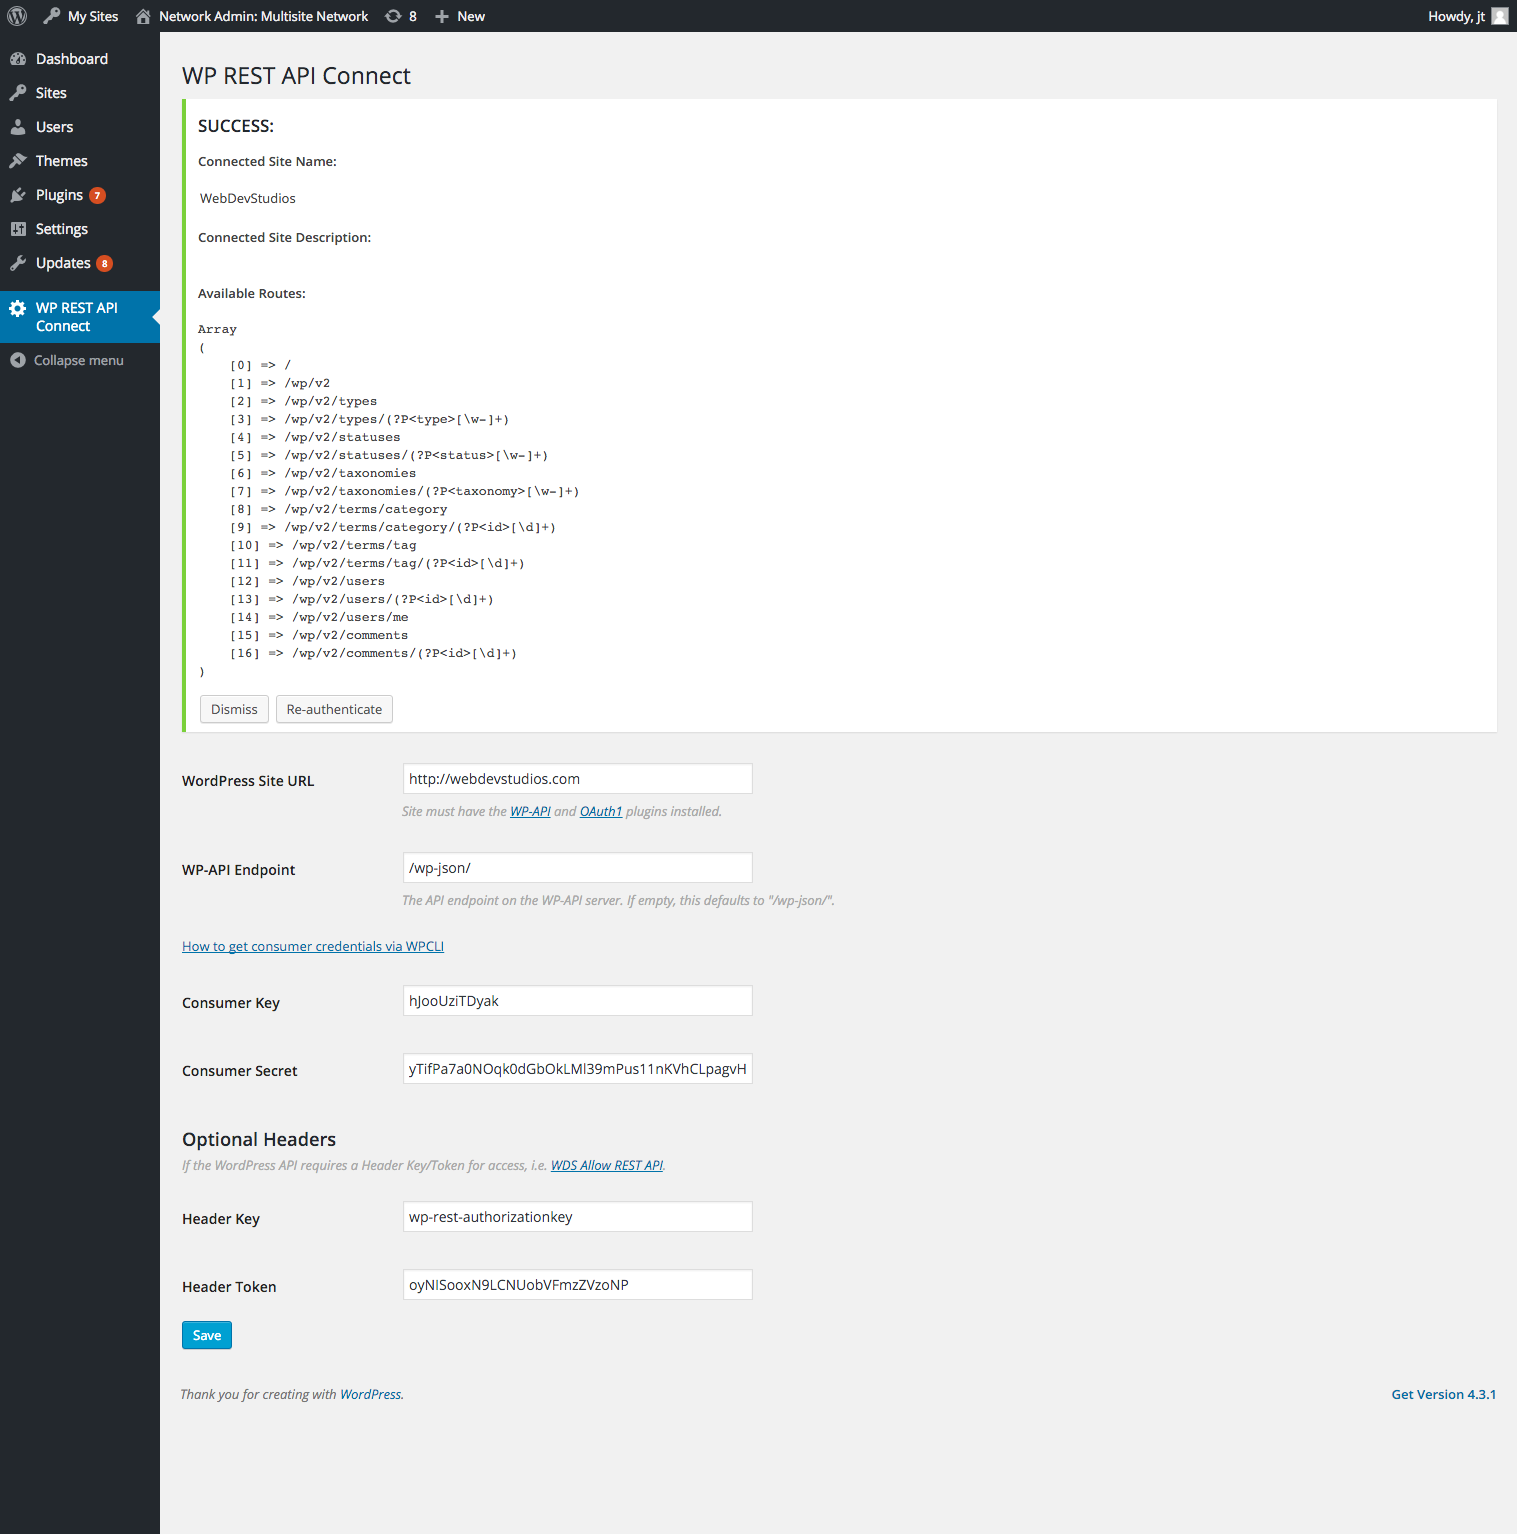 My Sites Network Admin: Multisite Network 8 New Howdy, jt
Dashboard
Sites
Users
Themes
Plugins 7
Settings
Updates 8
WP REST API
Connect
Collapse menu
WP REST API Connect
SUCCESS:
Connected Site Name:
WebDevStudios
Connected Site Description:
Available Routes:
Array
(
[0] => /
[1] => /wp/v2
[2] => /wp/v2/types
[3] => /wp/v2/types/(?P<type>[\w-]+)
[4] => /wp/v2/statuses
[5] => /wp/v2/statuses/(?P<status>[\w-]+)
[6] => /wp/v2/taxonomies
[7] => /wp/v2/taxonomies/(?P<taxonomy>[\w-]+)
[8] => /wp/v2/terms/category
[9] => /wp/v2/terms/category/(?P<id>[\d]+)
[10] => /wp/v2/terms/tag
[11] => /wp/v2/terms/tag/(?P<id>[\d]+)
[12] => /wp/v2/users
[13] => /wp/v2/users/(?P<id>[\d]+)
[14] => /wp/v2/users/me
[15] => /wp/v2/comments
[16] => /wp/v2/comments/(?P<id>[\d]+)
)
Dismiss Re-authenticate
WordPress Site URL http://webdevstudios.com
Site must have the WP-API and OAuth1 plugins installed.
WP-API Endpoint /wp-json/
The API endpoint on the WP-API server. If empty, this defaults to "/wp-json/".
How to get consumer credentials via WPCLI
Consumer Key hJooUziTDyak
Consumer Secret yTifPa7a0NOqk0dGbOkLMl39mPus11nKVhCLpagvH
Optional Headers
If the WordPress API requires a Header Key/Token for access, i.e. WDS Allow REST API.
Header Key wp-rest-authorizationkey
Header Token oyNISooxN9LCNUobVFmzZVzoNP
Save
Thank you for creating with WordPress. Get Version 4.3.1